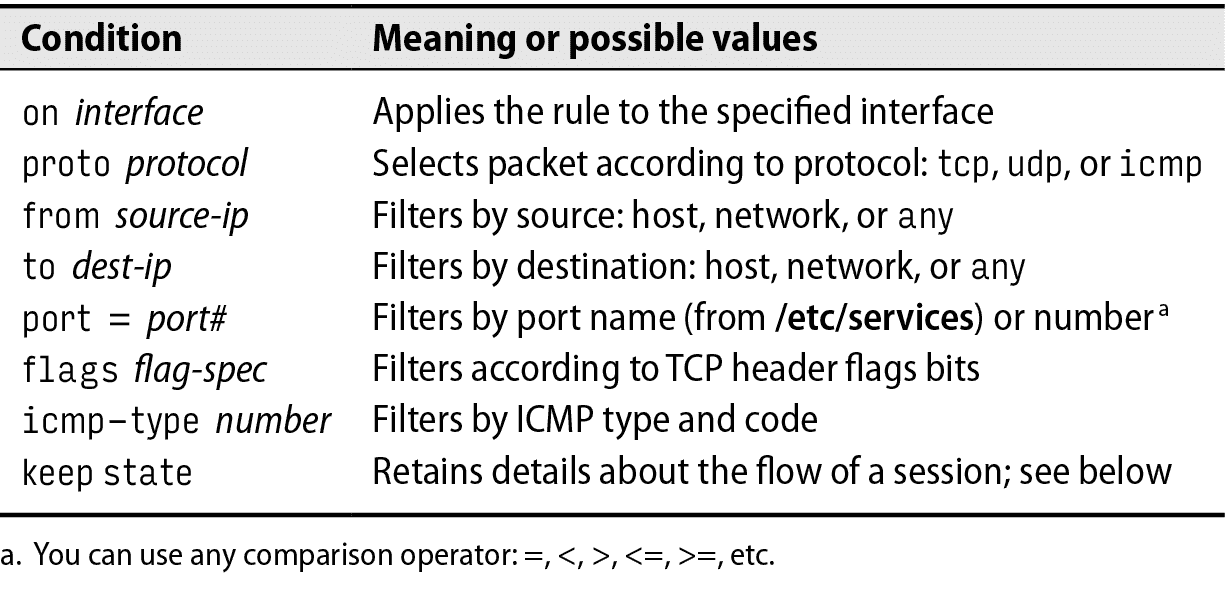 Condition Meaning or possible values
on interface Applies the rule to the specified interface
proto protocol Selects packet according to protocol: tcp, udp, or icmp
from source-ip Filters by source: host, network, or any
to dest-ip Filters by destination: host, network, or any
port = port# Filters by port name (from /etc/services) or number a
flags flag-spec Filters according to TCP header flags bits
icmp-type number Filters by ICMP type and code
keep state Retains details about the flow of a session; see below
a. You can use any comparison operator: =, <, >, <=, >=, etc.